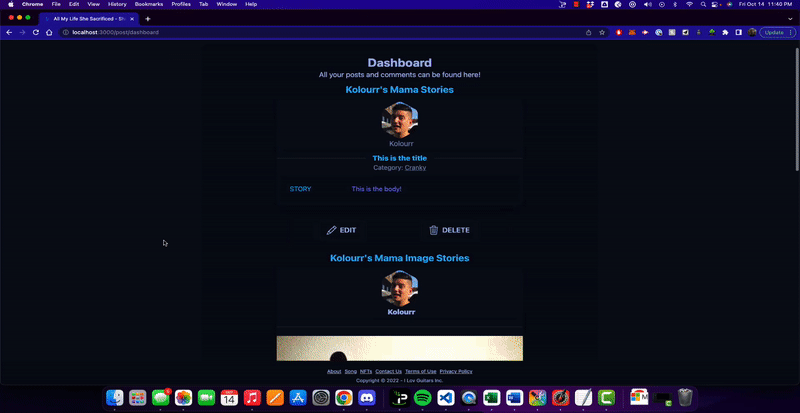 Chrome File Edit View History Bookmarks Profiles Tab Window Help Fri Oct 14 11:40 PM
All My Life She Sacrificed - Sh
localhost:3000/post/dashboard Update
Dashboard
All your posts and comments can be found here!
Kolourr's Mama Stories
Kolourr
This is the title
Category: Cranky
STORY This is the body!
EDIT DELETE
Kolourr's Mama Image Stories
Kolourr
About Song NFTs Contact Us Terms of Use Privacy Policy
Copyright © 2022 - I Luv Guitars Inc.
OCT
14